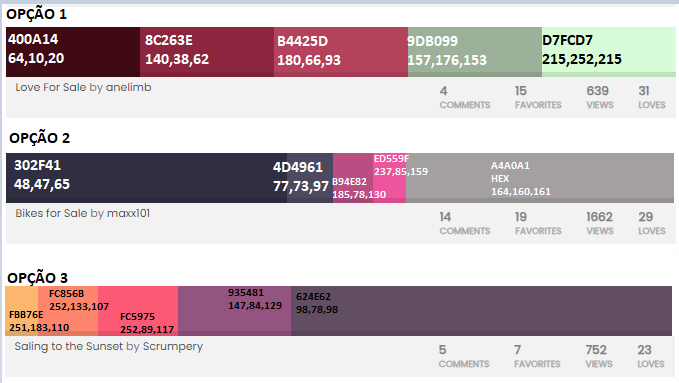 OPÇÃO 1
400A14
64,10,20
8C263E
140,38,62
B4425D
180,66,93
9DB099
157,176,153
D7FCD7
215,252,215
Love For Sale by anelimb
4 15 639 31
COMMENTS FAVORITES VIEWS LOVES
OPÇÃO 2
302F41
48,47,65
4D4961
77,73,97
B94E82
185,78,130
ED559F
237,85,159
A4A0A1
HEX
164,160,161
Bikes for Sale by maxx101
14 19 1662 29
COMMENTS FAVORITES VIEWS LOVES
OPÇÃO 3
FBB76E
251,183,110
FC856B
252,133,107
FC5975
252,89,117
935481
147,84,129
624E62
98,78,98
Saling to the Sunset by Scrumpery
5 7 752 23
COMMENTS FAVORITES VIEWS LOVES